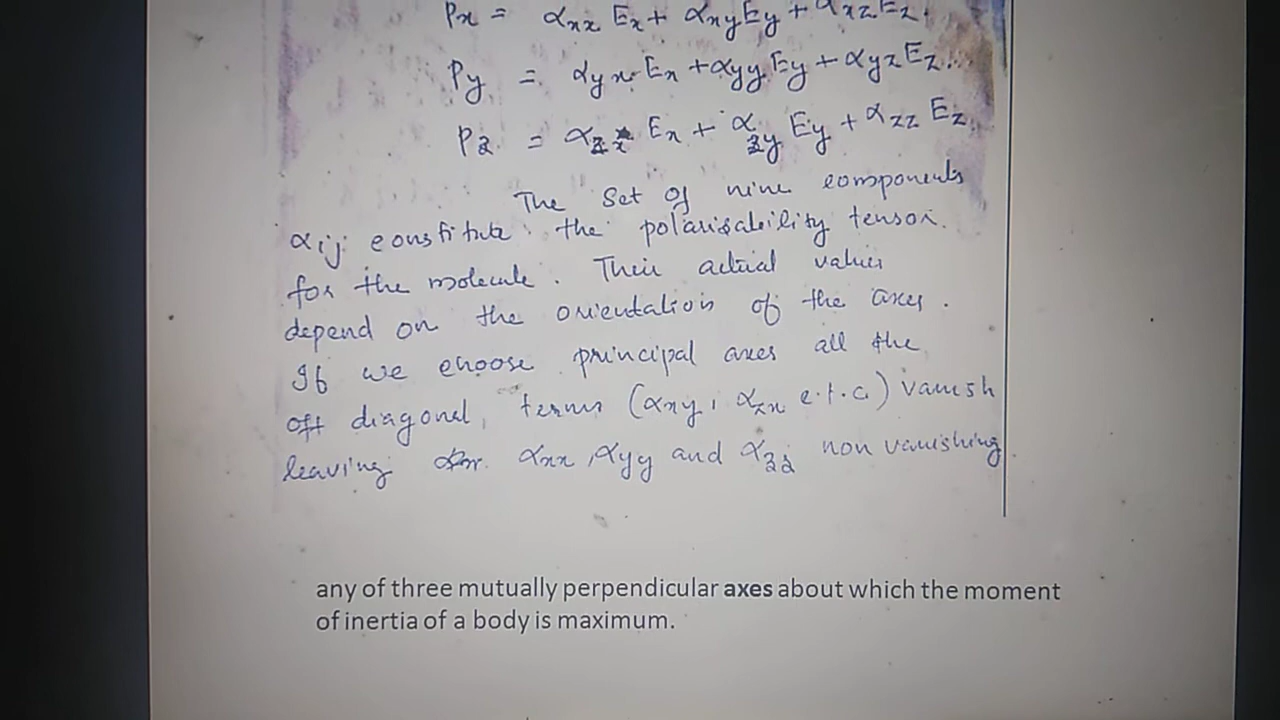 Px = αxx Ex + αxy Ey + αxz Ez.
Py = αyx Ex + αyy Ey + αyz Ez...
Pz = αzx Ex + αzy Ey + αzz Ez.
The set of nine components
αij constitute the polarisability tensor.
for the molecule. Their actual values
depend on the orientation of the axes.
If we choose principal axes all the
off diagonal, terms (αxy, αzx e.t.c.) vanish
leaving αxx, αyy and αzz non vanishing
any of three mutually perpendicular axes about which the moment
of inertia of a body is maximum.